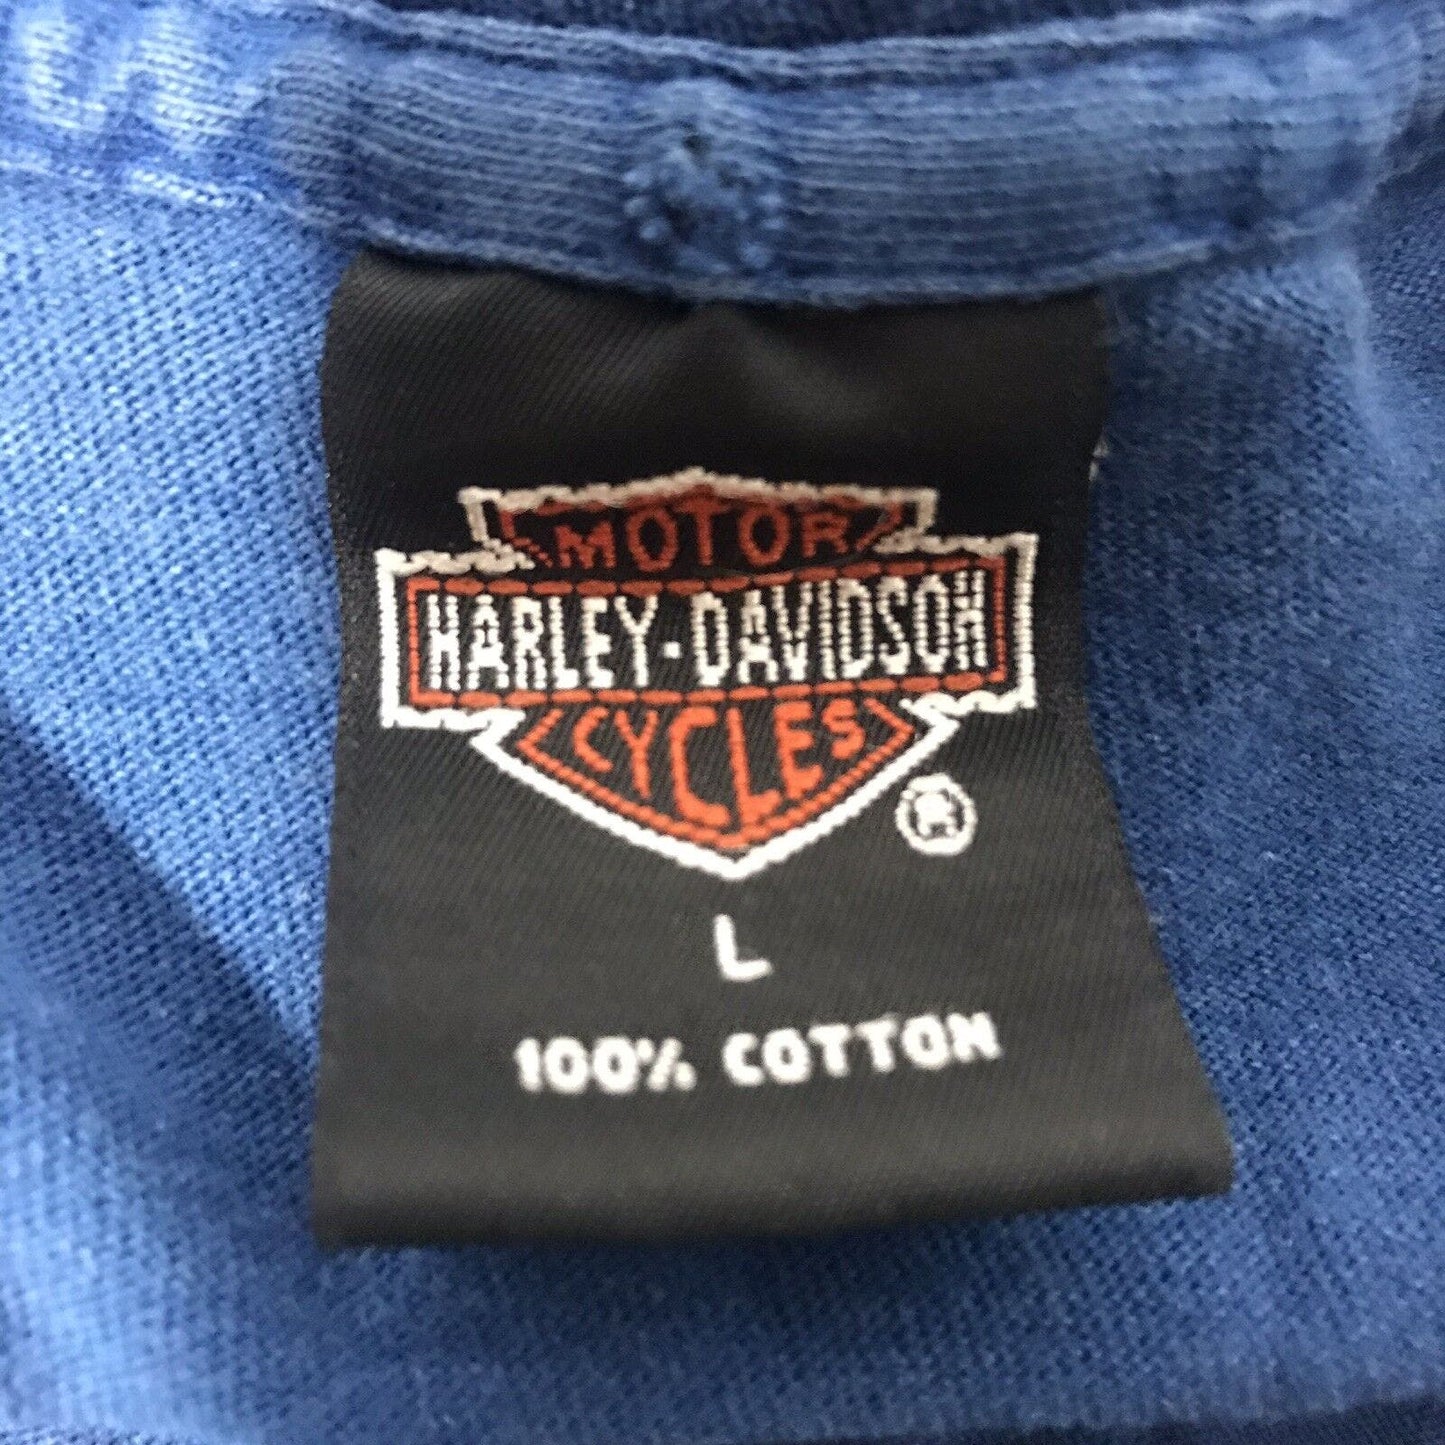 MOTOR
HARLEY-DAVIDSON
CYCLES
®
L
100% COTTON